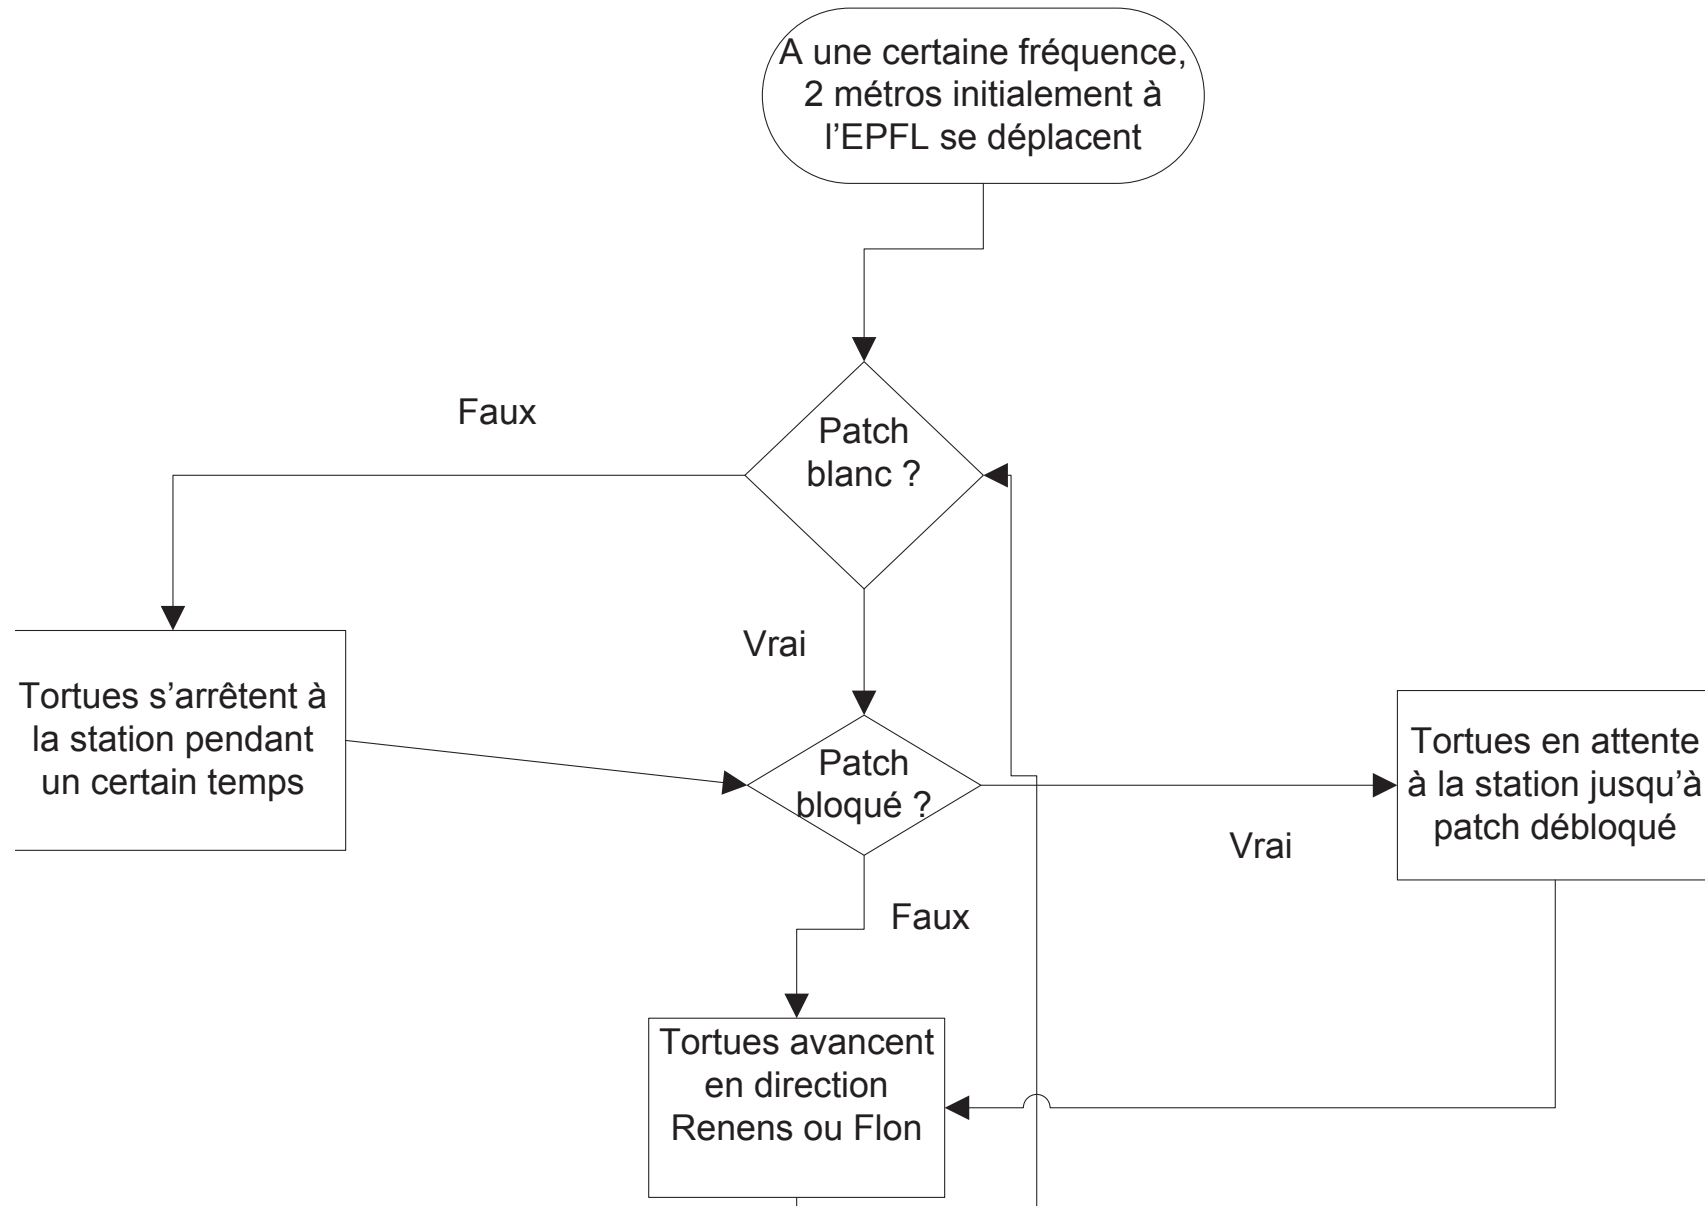 A une certaine fréquence,
2 métros initialement à
l'EPFL se déplacent
Faux
Patch
blanc ?
Vrai
Tortues s'arrêtent à
la station pendant
un certain temps
Patch
bloqué ?
Tortues en attente
à la station jusqu'à
patch débloqué
Vrai
Faux
Tortues avancent
en direction
Renens ou Flon